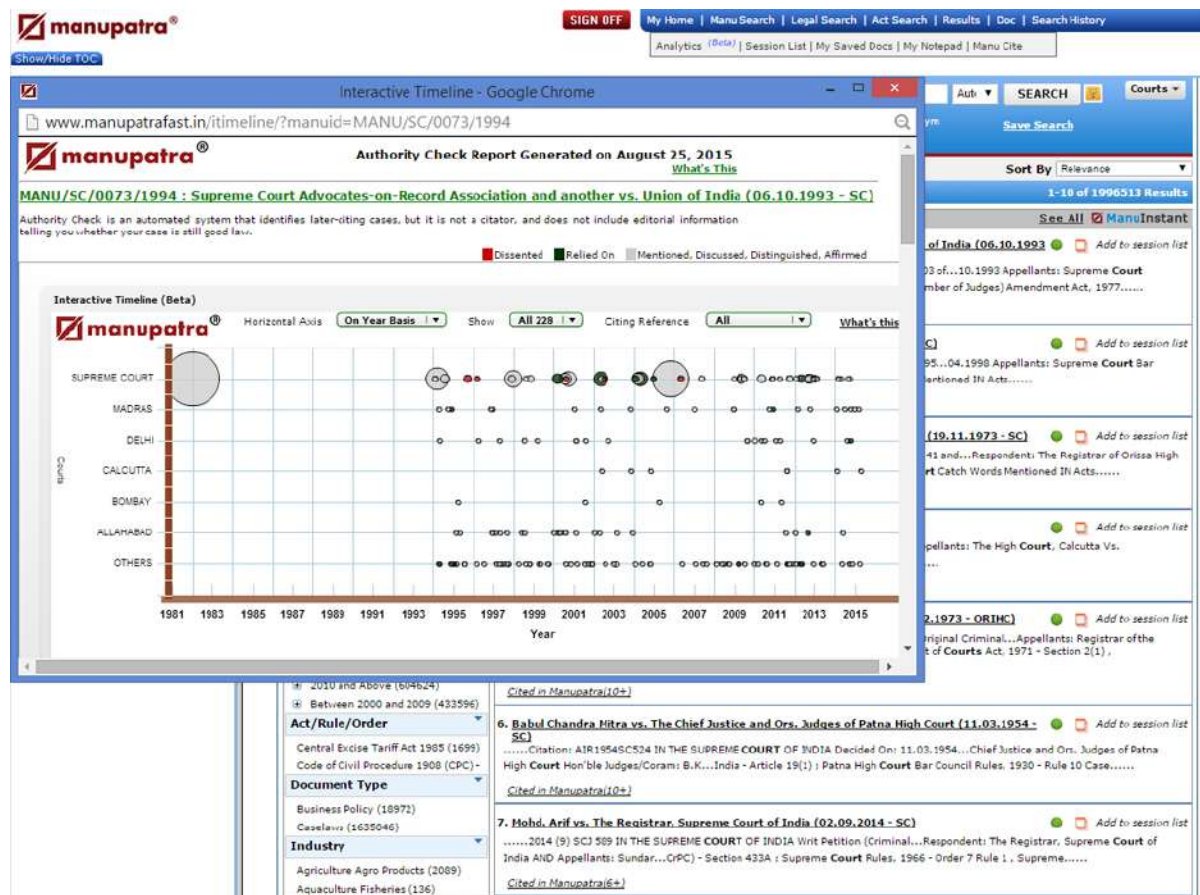 manupatra®
SIGN OFF
My Home | Manu Search | Legal Search | Act Search | Results | Doc | Search History
Analytics (Beta) | Session List | My Saved Docs | My Notepad | Manu Cite
Show/Hide TOC
Interactive Timeline - Google Chrome
www.manupatrafast.in/itimeline/?manuid=MANU/SC/0073/1994
manupatra®
Authority Check Report Generated on August 25, 2015
What's This
MANU/SC/0073/1994 : Supreme Court Advocates-on-Record Association and another vs. Union of India (06.10.1993 - SC)
Authority Check is an automated system that identifies later-citing cases, but it is not a citator, and does not include editorial information
telling you whether your case is still good law.
Dissented Relied On Mentioned, Discussed, Distinguished, Affirmed
Interactive Timeline (Beta)
manupatra®
Horizontal Axis On Year Basis Show All 228 Citing Reference All What's this
SUPREME COURT
MADRAS
DELHI
CALCUTTA
BOMBAY
ALLAHABAD
OTHERS
Courts
1981 1983 1985 1987 1989 1991 1993 1995 1997 1999 2001 2003 2005 2007 2009 2011 2013 2015
Year
SEARCH
Courts
Save Search
Sort By Relevance
1-10 of 1996513 Results
See All ManuInstant
of India (06.10.1993 Add to session list
03 of...10.1993 Appellants: Supreme Court
mber of Judges) Amendment Act, 1977......
Add to session list
95...04.1998 Appellants: Supreme Court Bar
entioned IN Acts......
(19.11.1973 - SC) Add to session list
41 and...Respondent: The Registrar of Orissa High
rt Catch Words Mentioned IN Acts......
Add to session list
ppellants: The High Court, Calcutta Vs.
2.1973 - ORIHC) Add to session list
riginal Criminal...Appellants: Registrar of the
t of Courts Act, 1971 - Section 2(1) ,
Cited in Manupatra(10+)
2010 and Above (604624)
Between 2000 and 2009 (433596)
Act/Rule/Order
Central Excise Tariff Act 1985 (1699)
Code of Civil Procedure 1908 (CPC) -
Document Type
Business Policy (18972)
Caselaws (1635046)
Industry
Agriculture Agro Products (2089)
Aquaculture Fisheries (136)
6. Babul Chandra Mitra vs. The Chief Justice and Ors. Judges of Patna High Court (11.03.1954 -
SC)
Add to session list
......Citation: AIR1954SC524 IN THE SUPREME COURT OF INDIA Decided On: 11.03.1954...Chief Justice and Ors. Judges of Patna
High Court Hon'ble Judges/Coram: B.K...India - Article 19(1) ; Patna High Court Bar Council Rules, 1930 - Rule 10 Case......
Cited in Manupatra(10+)
7. Mohd. Arif vs. The Registrar, Supreme Court of India (02.09.2014 - SC) Add to session list
......2014 (9) SCJ 589 IN THE SUPREME COURT OF INDIA Writ Petition (Criminal...Respondent: The Registrar, Supreme Court of
India AND Appellants: Sundar...CrPC) - Section 433A ; Supreme Court Rules, 1966 - Order 7 Rule 1 , Supreme......
Cited in Manupatra(6+)